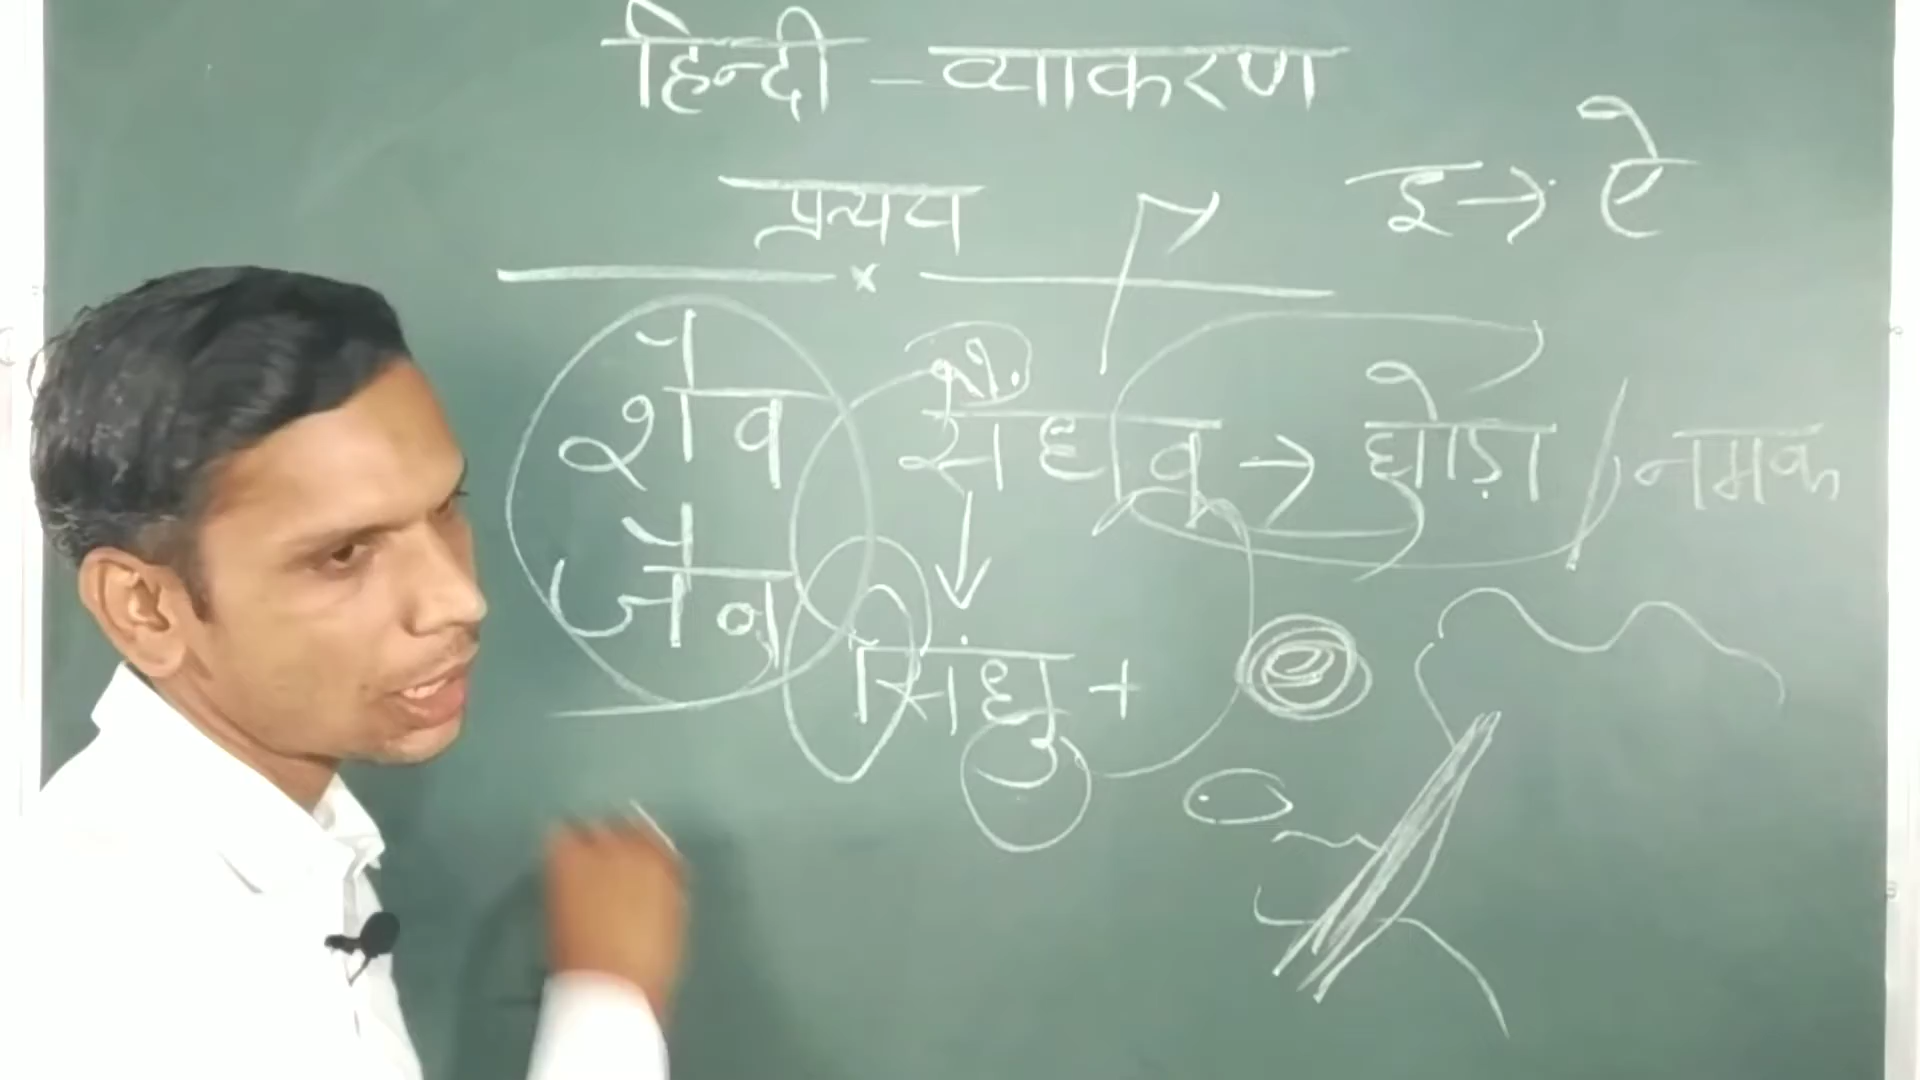 हिन्दी - व्याकरण
प्रत्यय
इ → ऐ
शैव
सैंधव → घोड़ा / नमक
जैन
सिंधु +